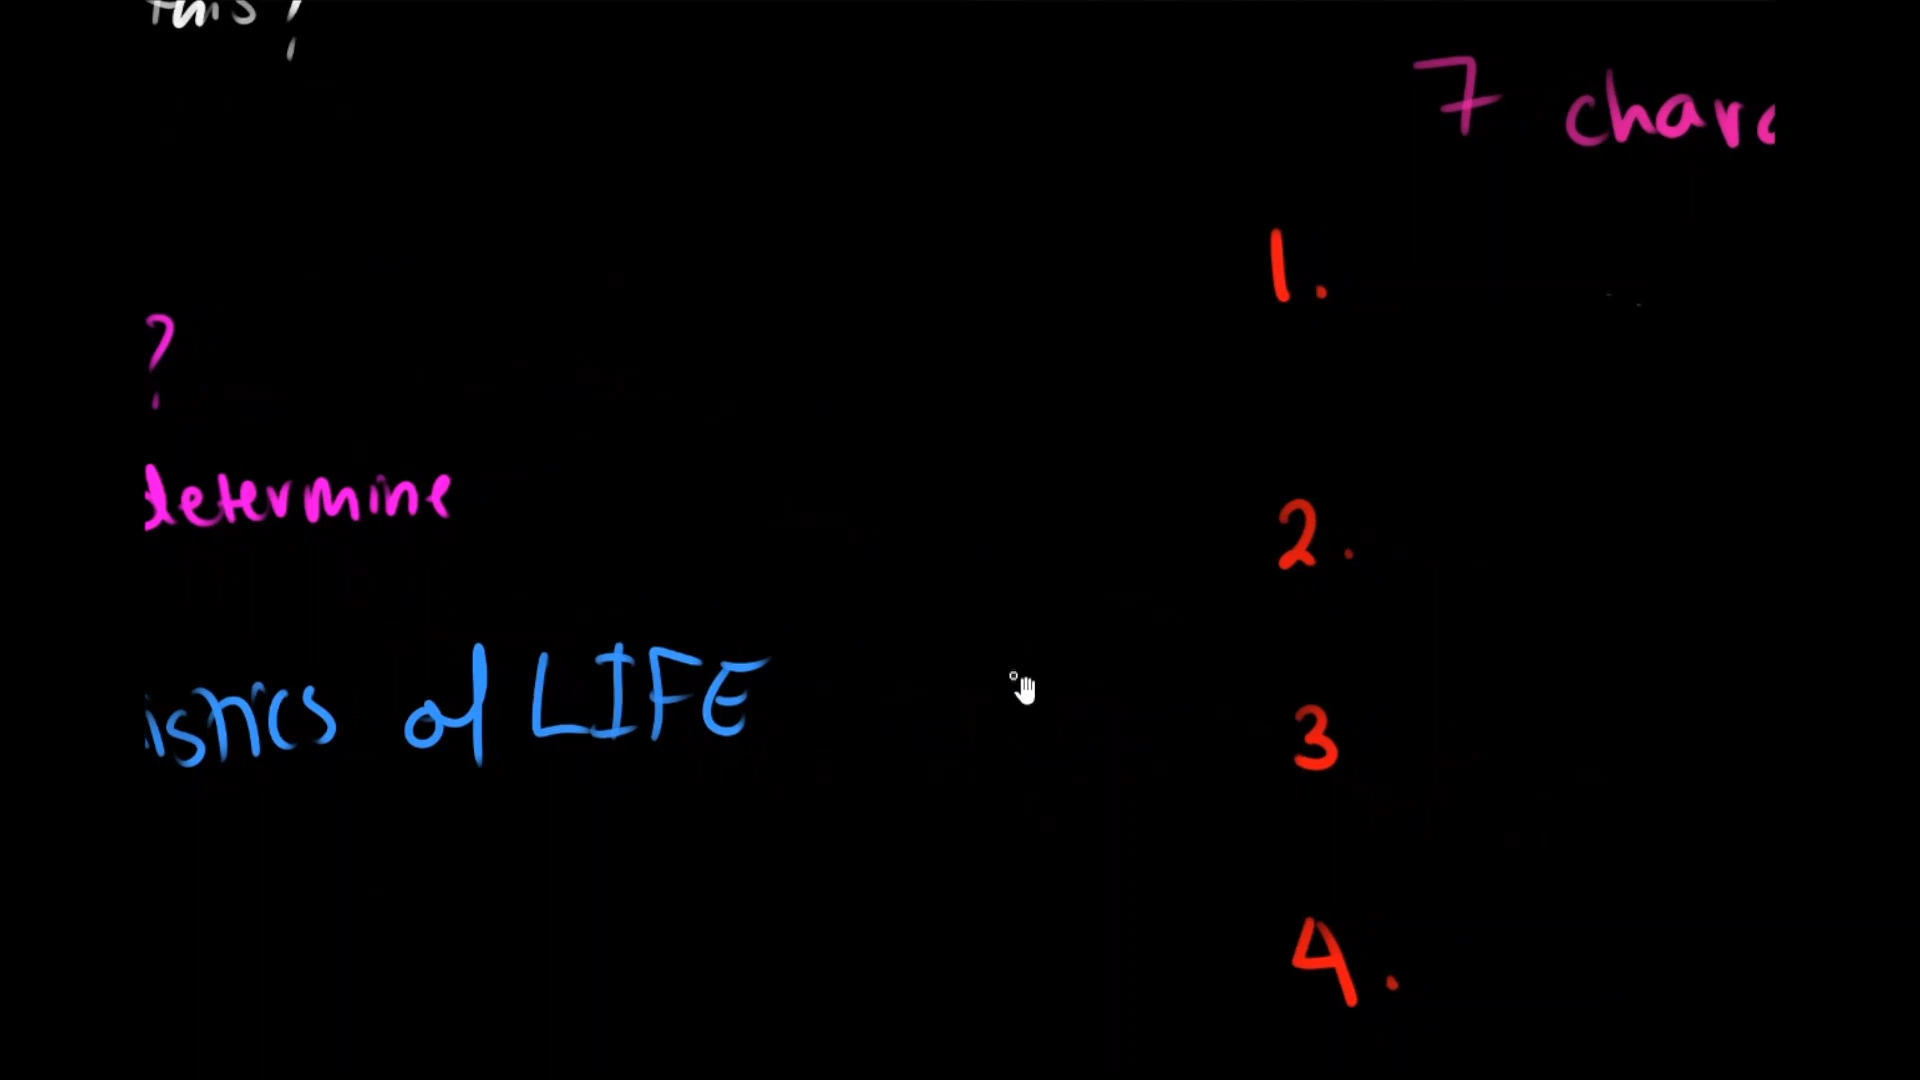 this?
?
determine
istics of LIFE
7 chara
1.
2.
3
4.